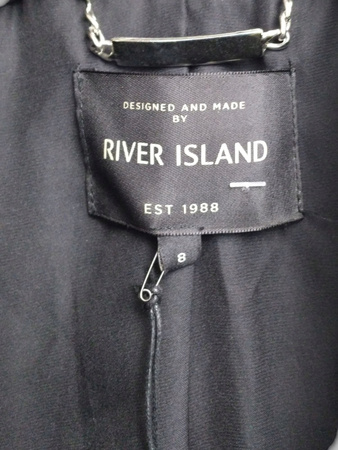 DESIGNED AND MADE
BY
RIVER ISLAND
EST 1988
8